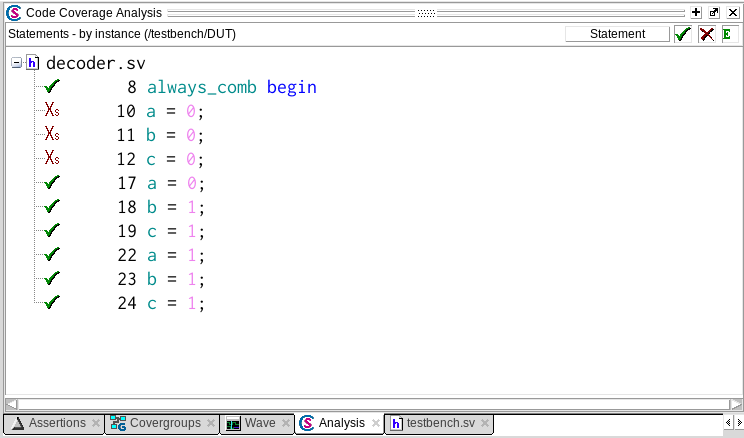 Code Coverage Analysis
Statements - by instance (/testbench/DUT) Statement E
h decoder.sv
8 always_comb begin
Xs 10 a = 0;
Xs 11 b = 0;
Xs 12 c = 0;
17 a = 0;
18 b = 1;
19 c = 1;
22 a = 1;
23 b = 1;
24 c = 1;
Assertions Covergroups Wave Analysis h testbench.sv